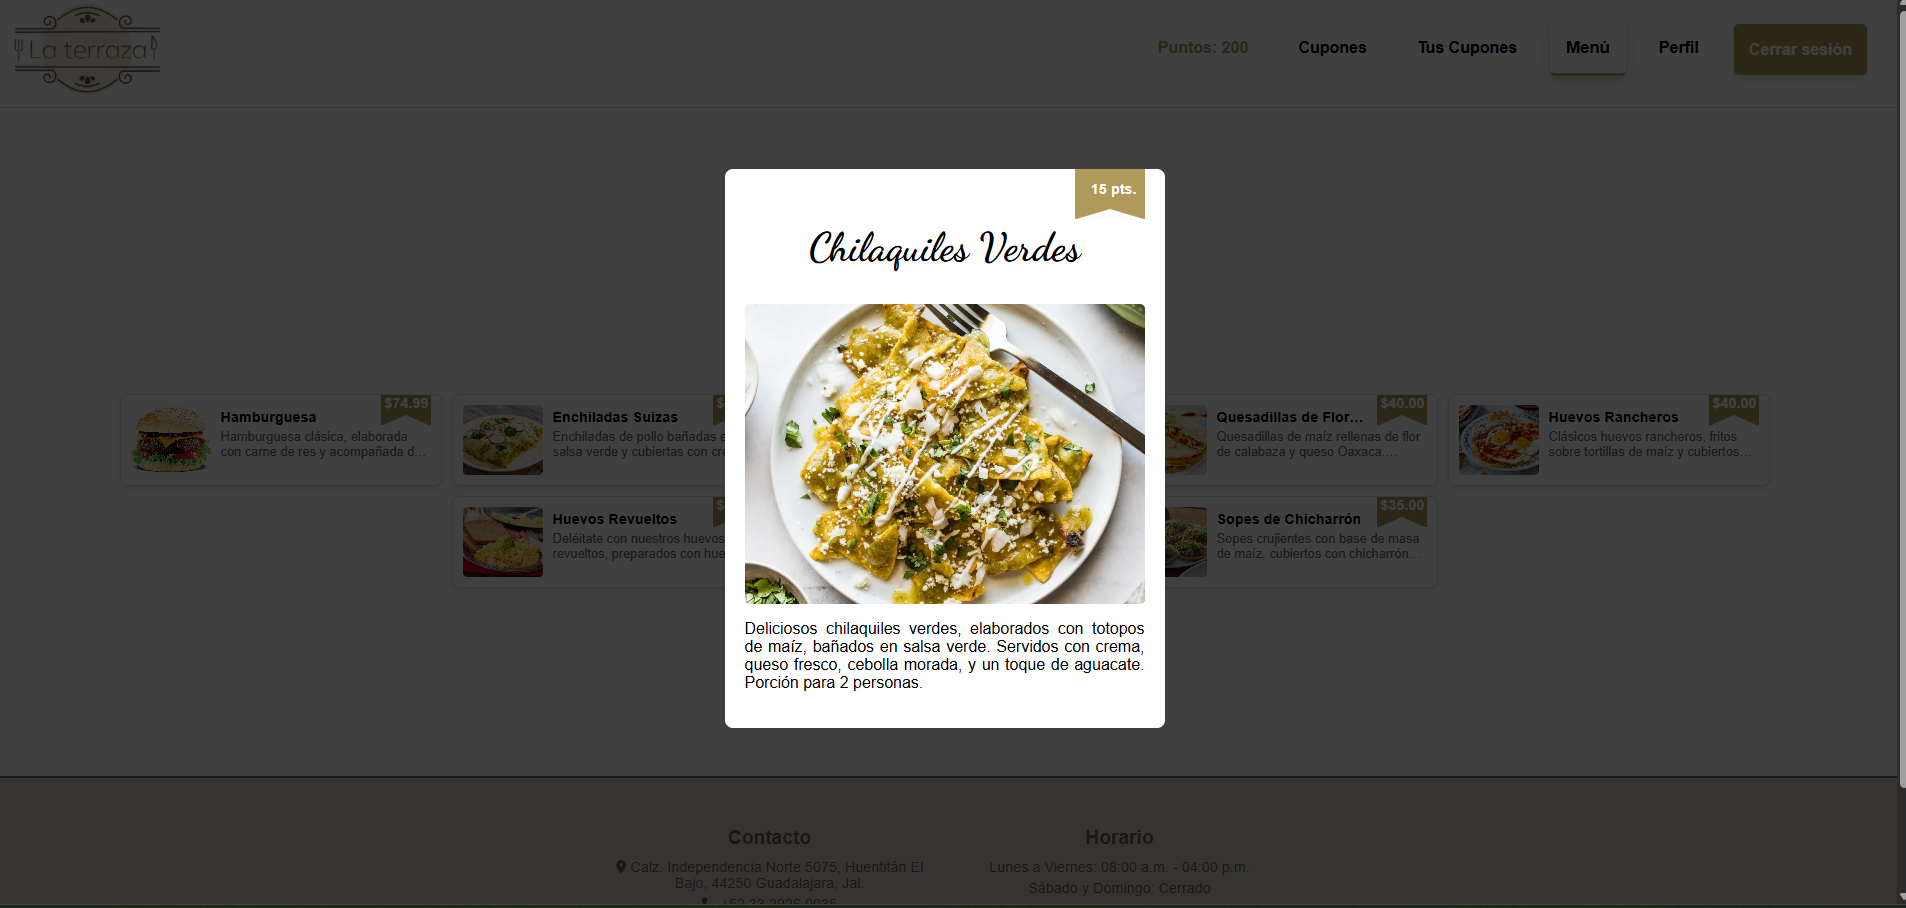 La terraza
Puntos: 200
Cupones
Tus Cupones
Menú
Perfil
Cerrar sesión
15 pts.
Chilaquiles Verdes
Deliciosos chilaquiles verdes, elaborados con totopos
de maíz, bañados en salsa verde. Servidos con crema,
queso fresco, cebolla morada, y un toque de aguacate.
Porción para 2 personas.
Hamburguesa
$74.99
Hamburguesa clásica, elaborada
con carne de res y acompañada d...
Enchiladas Suizas
$
Enchiladas de pollo bañadas e
salsa verde y cubiertas con cre
Quesadillas de Flor...
$40.00
Quesadillas de maíz rellenas de flor
de calabaza y queso Oaxaca....
Huevos Rancheros
$40.00
Clásicos huevos rancheros, fritos
sobre tortillas de maíz y cubiertos...
Huevos Revueltos
$
Deléitate con nuestros huevos
revueltos, preparados con hue
Sopes de Chicharrón
$35.00
Sopes crujientes con base de masa
de maíz, cubiertos con chicharrón...
Contacto
Calz. Independencia Norte 5075, Huentitán El
Bajo, 44250 Guadalajara, Jal.
Horario
Lunes a Viernes: 08:00 a.m. - 04:00 p.m.
Sábado y Domingo: Cerrado